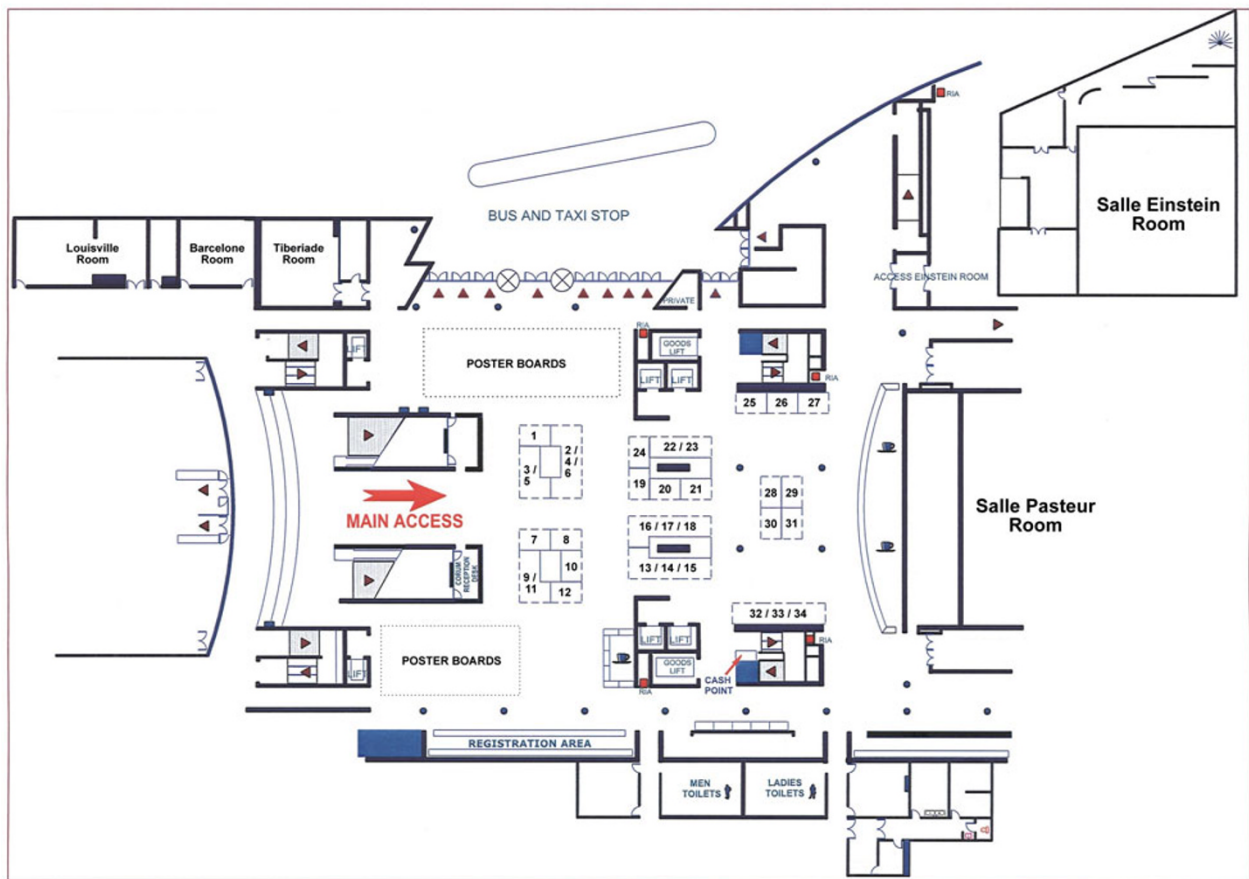 RIA
BUS AND TAXI STOP
Salle Einstein
Room
Louisville
Room
Barcelone
Room
Tiberiade
Room
ACCESS EINSTEIN ROOM
PRIVATE
RIA
LIFT
POSTER BOARDS
GOODS
LIFT
LIFT
LIFT
RIA
25
26
27
1
2 /
4 /
6
3 /
5
24
22 / 23
19
20
21
28
29
30
31
MAIN ACCESS
Salle Pasteur
Room
7
8
9 /
11
10
12
16 / 17 / 18
13 / 14 / 15
CORUM
RECEPTION
DESK
32 / 33 / 34
LIFT
LIFT
RIA
LIFT
POSTER BOARDS
GOODS
LIFT
CASH
POINT
RIA
REGISTRATION AREA
MEN
TOILETS
LADIES
TOILETS